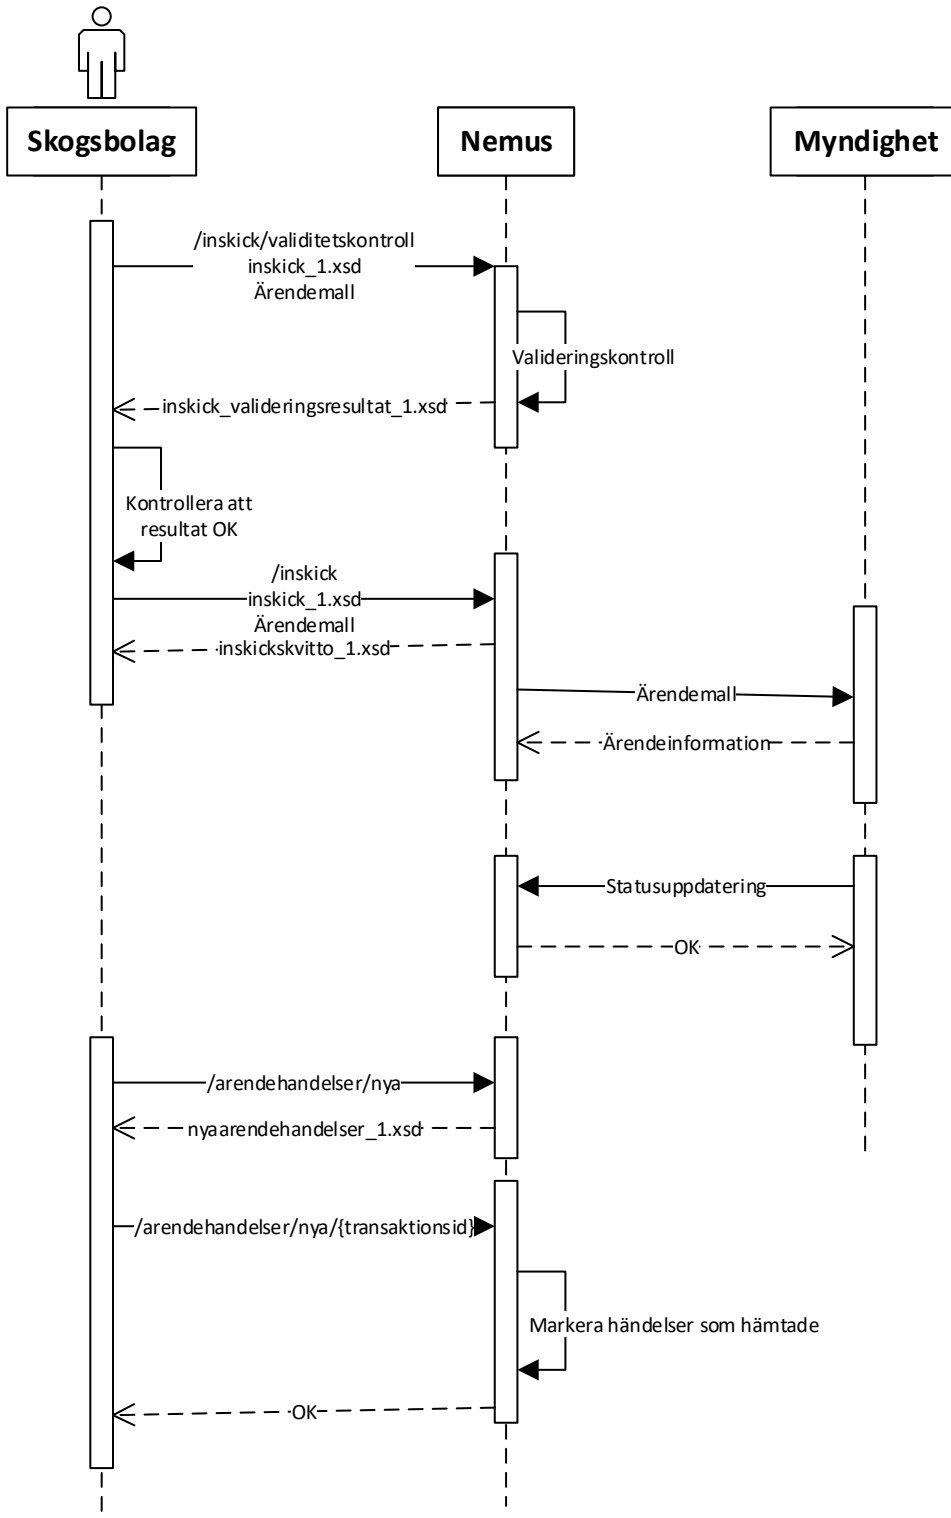 Skogsbolag
Nemus
Myndighet
/inskick/validitetskontroll
inskick_1.xsd
Ärendemall
Valideringskontroll
inskick_valideringsresultat_1.xsd
Kontrollera att
resultat OK
/inskick
inskick_1.xsd
Ärendemall
inskickskvitto_1.xsd
Ärendemall
Ärendeinformation
Statusuppdatering
OK
/arendehandelser/nya
nyaarendehandelser_1.xsd
/arendehandelser/nya/{transaktionsid}
Markera händelser som hämtade
OK